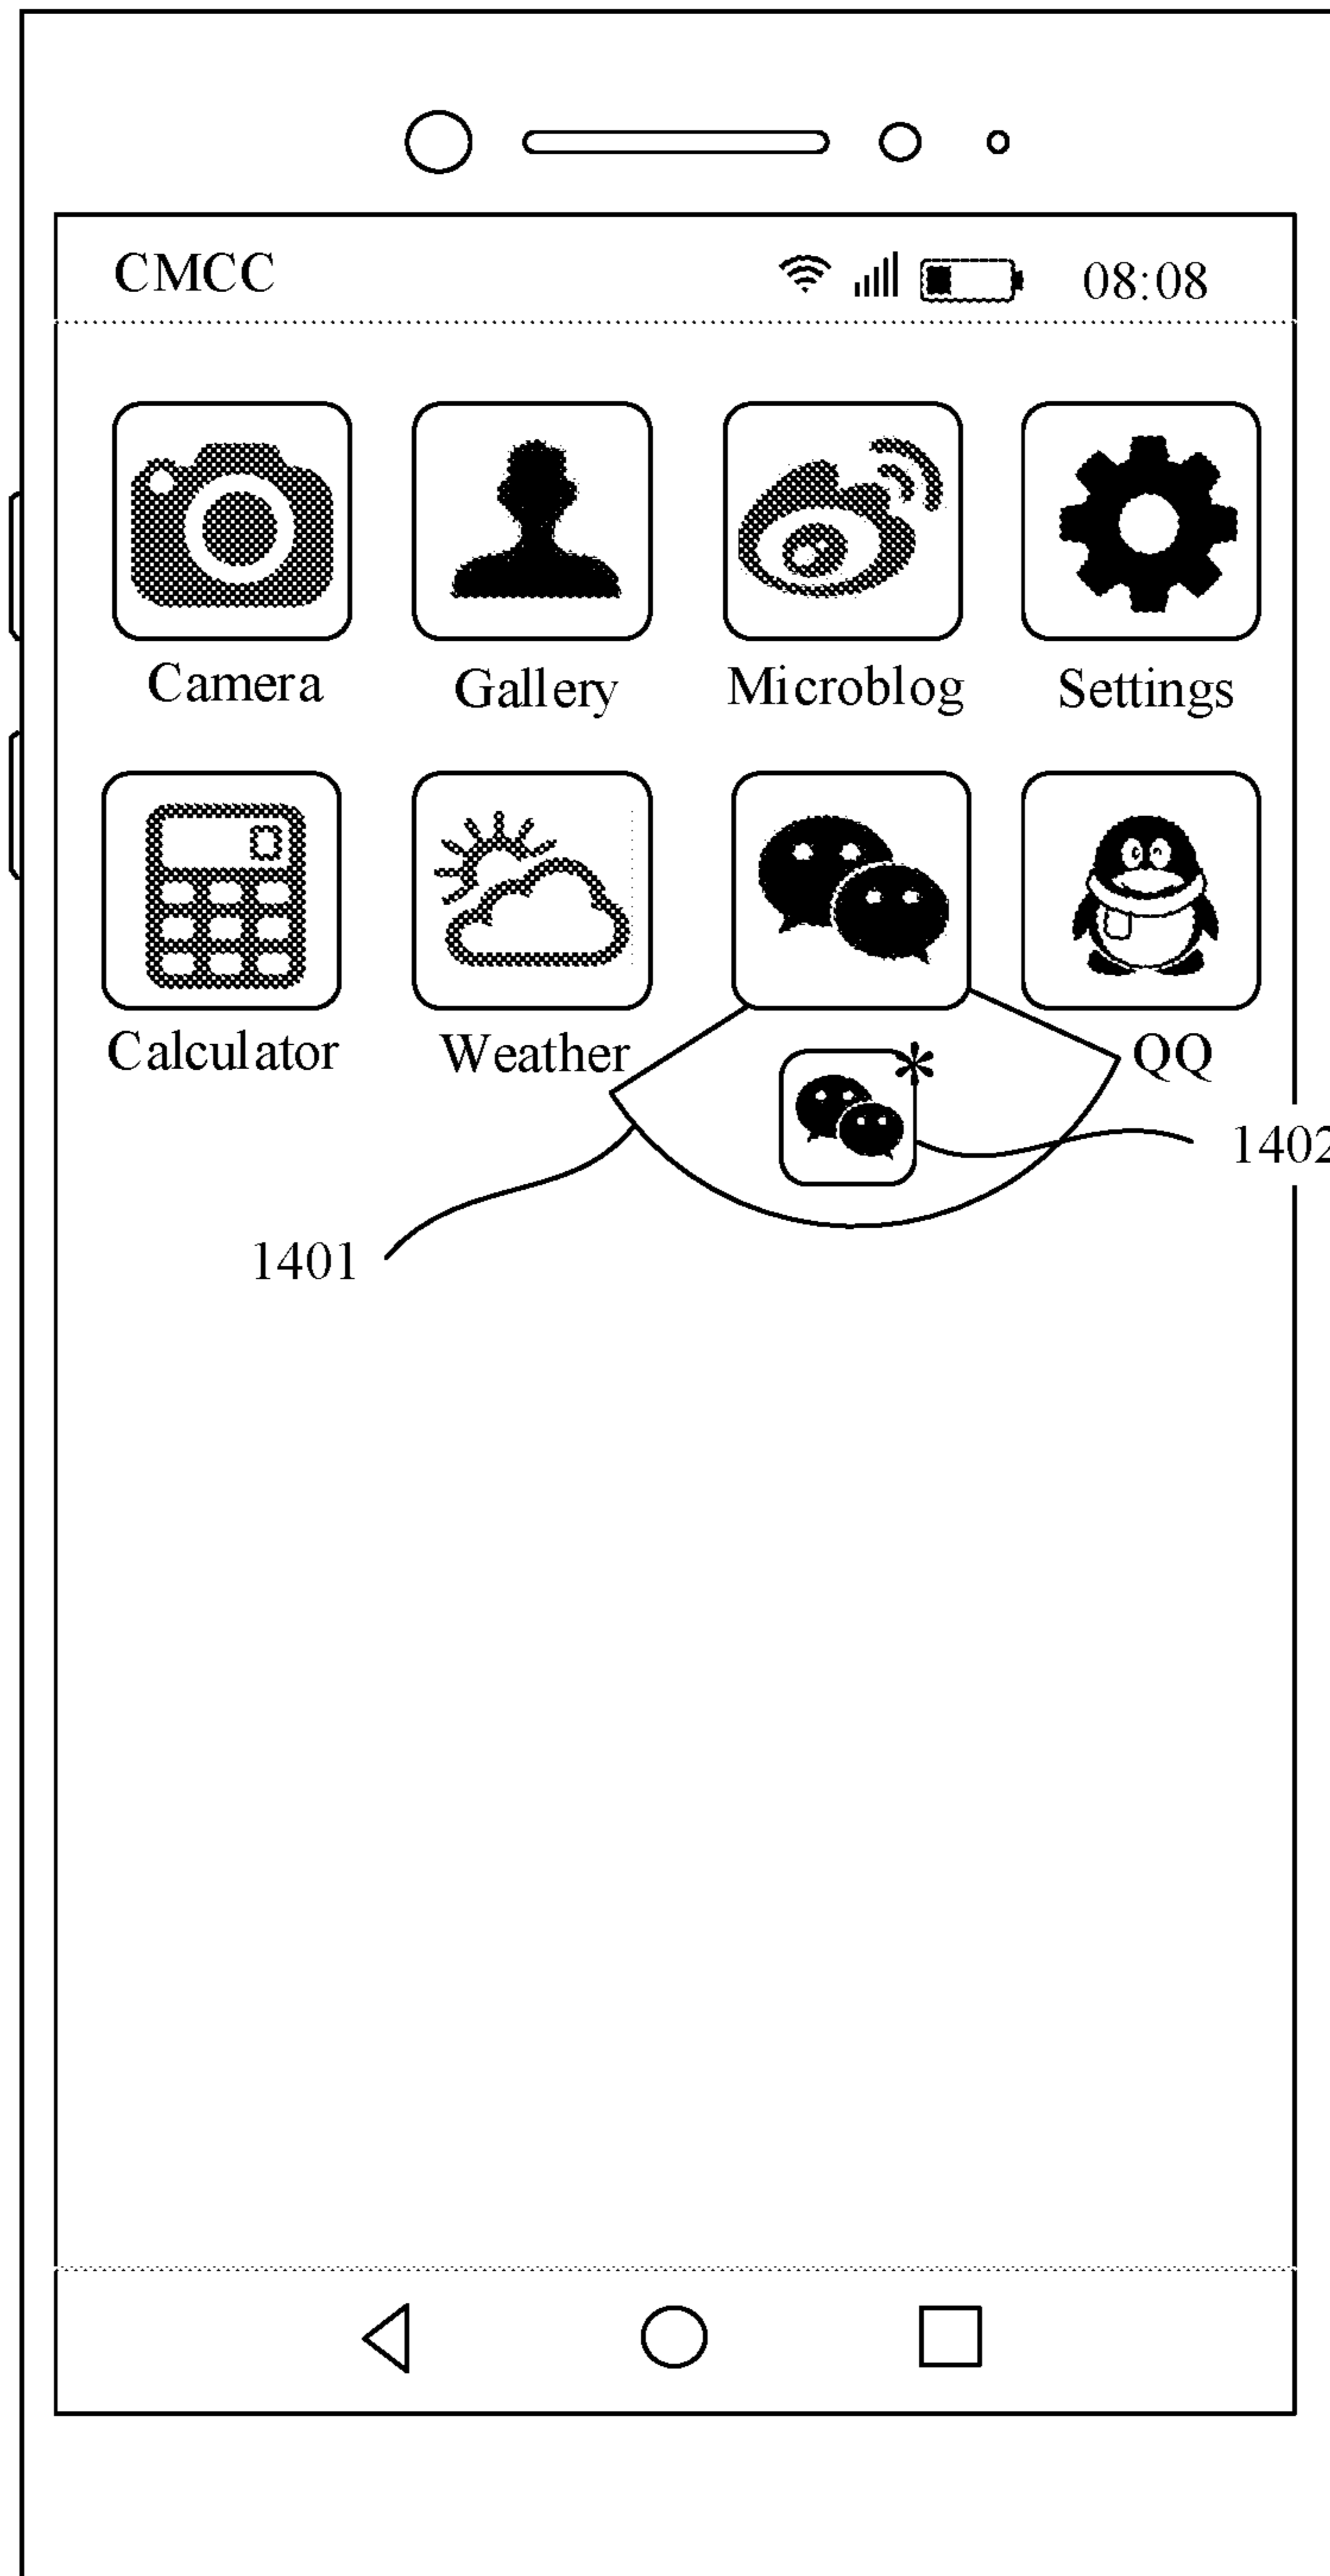 CMCC 08:08
Camera Gallery Microblog Settings
Calculator Weather QQ
*
1402
1401